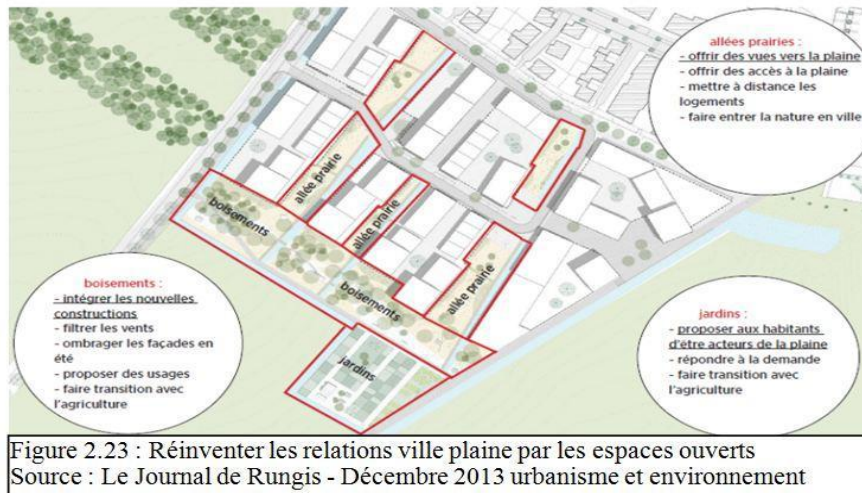 allées prairies :
- offrir des vues vers la plaine
- offrir des accès à la plaine
- mettre à distance les
logements
- faire entrer la nature en ville
allée prairie
boisements
allée prairie
boisements
allée prairie
jardins
boisements :
- intégrer les nouvelles
constructions
- filtrer les vents
- ombrager les façades en
été
- proposer des usages
- faire transition avec
l'agriculture
jardins :
- proposer aux habitants
d'être acteurs de la plaine
- répondre à la demande
- faire transition avec
l'agriculture
Figure 2.23 : Réinventer les relations ville plaine par les espaces ouverts
Source : Le Journal de Rungis - Décembre 2013 urbanisme et environnement